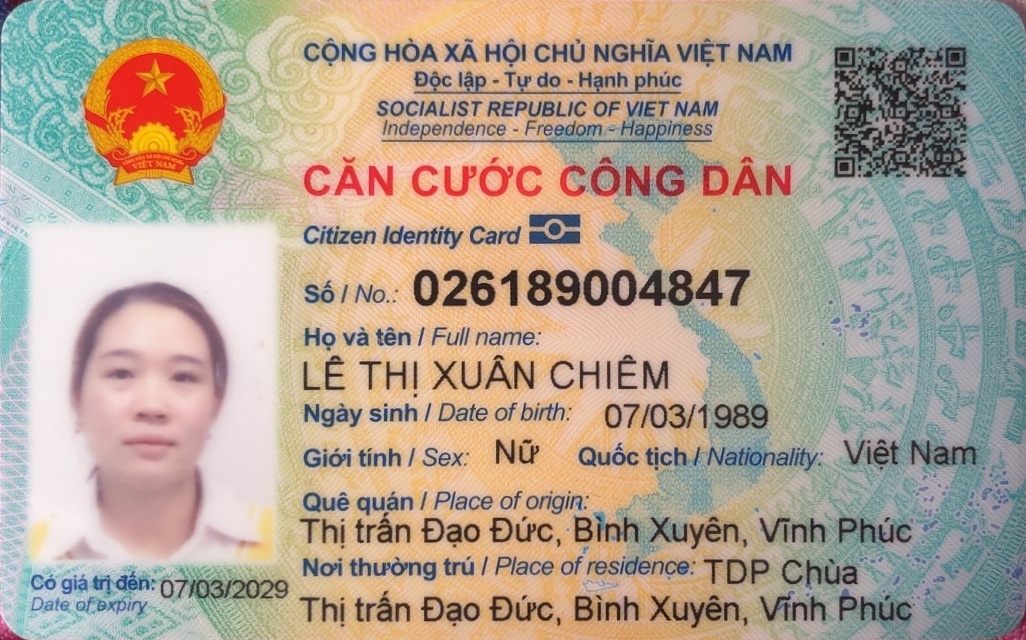 CỘNG HÒA XÃ HỘI CHỦ NGHĨA VIỆT NAM
Độc lập - Tự do - Hạnh phúc
SOCIALIST REPUBLIC OF VIET NAM
Independence - Freedom - Happiness
CĂN CƯỚC CÔNG DÂN
Citizen Identity Card
Số / No.: 026189004847
Họ và tên / Full name:
LÊ THỊ XUÂN CHIÊM
Ngày sinh / Date of birth: 07/03/1989
Giới tính / Sex: Nữ Quốc tịch / Nationality: Việt Nam
Quê quán / Place of origin:
Thị trấn Đạo Đức, Bình Xuyên, Vĩnh Phúc
Nơi thường trú / Place of residence: TDP Chùa
Thị trấn Đạo Đức, Bình Xuyên, Vĩnh Phúc
Có giá trị đến: 07/03/2029
Date of expiry
VIỆT NAM